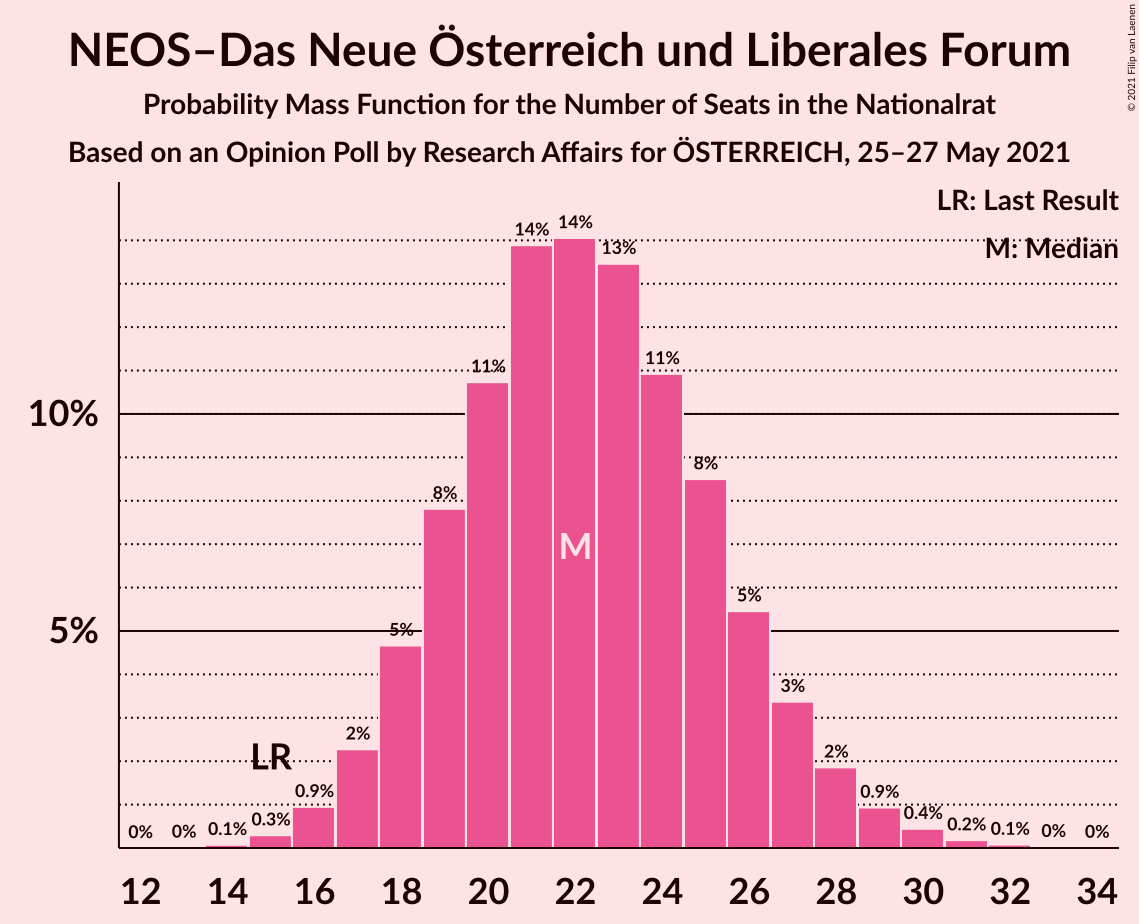 NEOS–Das Neue Österreich und Liberales Forum
Probability Mass Function for the Number of Seats in the Nationalrat
Based on an Opinion Poll by Research Affairs for ÖSTERREICH, 25–27 May 2021
© 2021 Filip van Laenen
LR: Last Result
M: Median
10%
5%
0% 0% 0.1% 0.3% 0.9% 2% 5% 8% 11% 14% 14% 13% 11% 8% 5% 3% 2% 0.9% 0.4% 0.2% 0.1% 0% 0%
LR
M
12 14 16 18 20 22 24 26 28 30 32 34